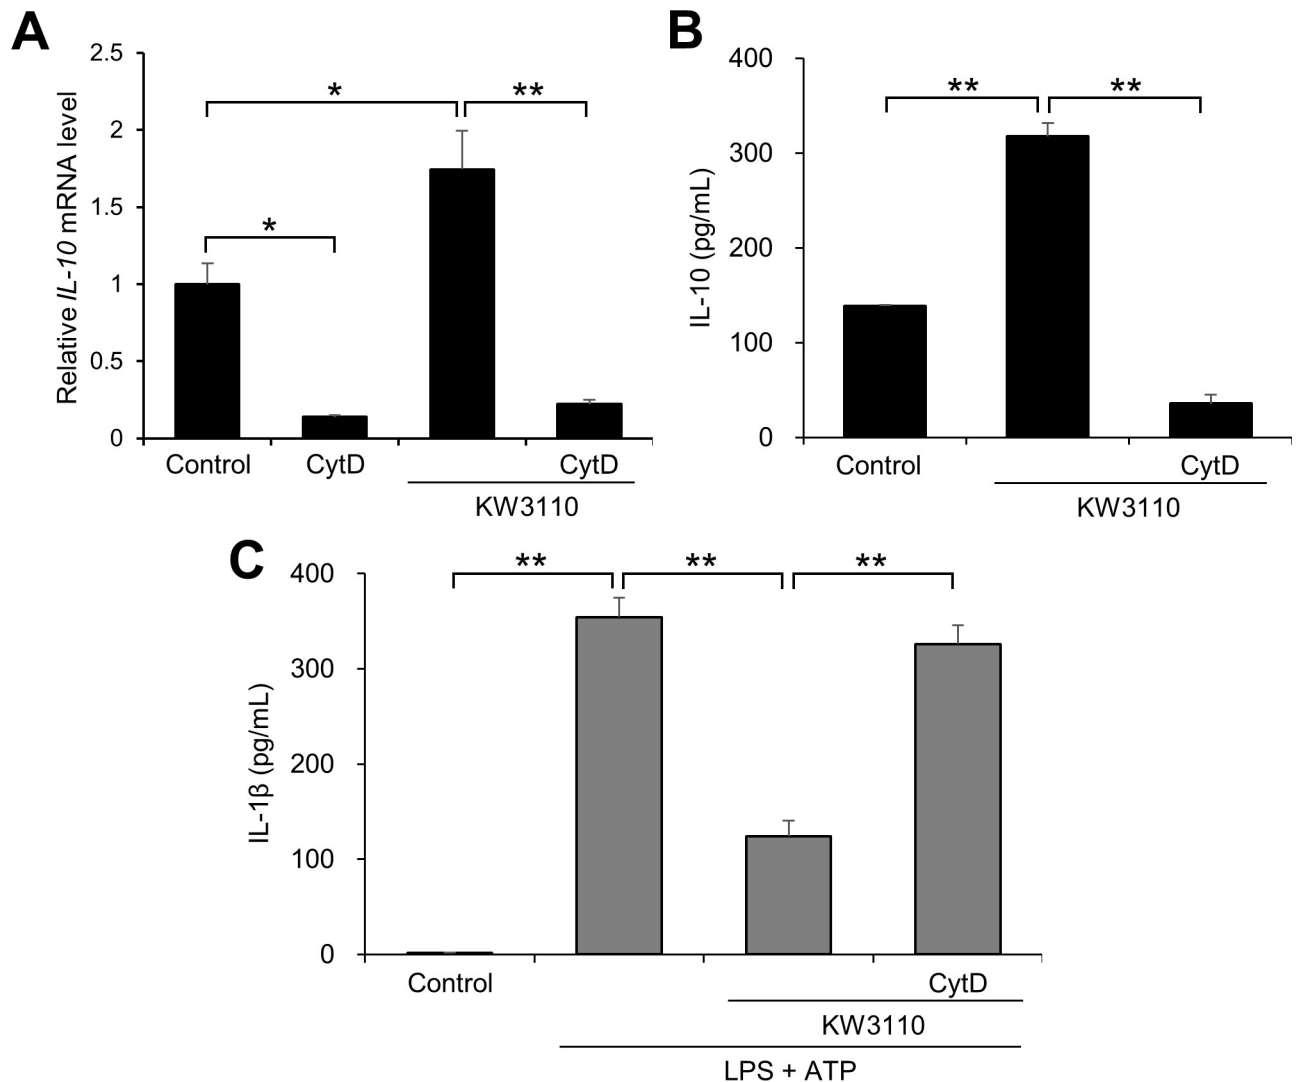 A
2.5
2
1.5
1
0.5
0
Relative IL-10 mRNA level
*
**
*
Control CytD CytD
KW3110
B
400
300
200
100
0
IL-10 (pg/mL)
** **
Control CytD
KW3110
C
400
300
200
100
0
IL-1β (pg/mL)
** ** **
Control CytD
KW3110
LPS + ATP